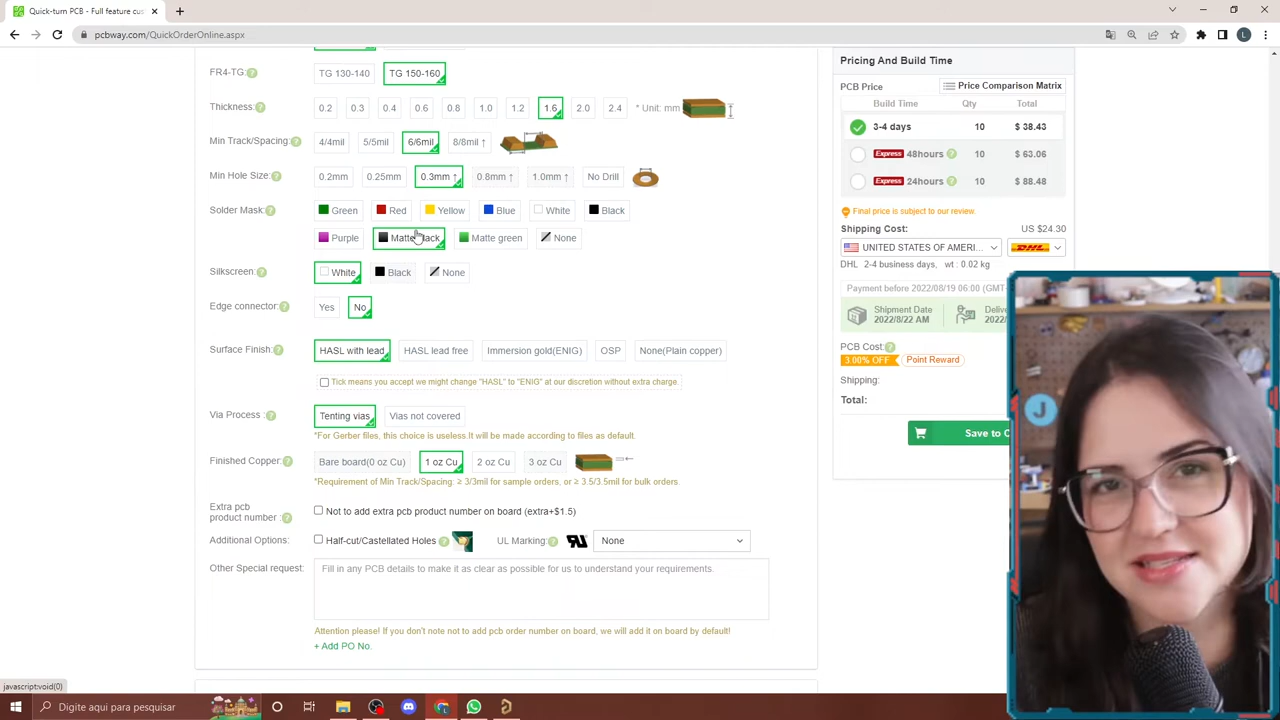 Quick-turn PCB - Full feature cus
pcbway.com/QuickOrderOnline.aspx
L
FR4-TG:
TG 130-140
TG 150-160
Thickness:
0.2
0.3
0.4
0.6
0.8
1.0
1.2
1.6
2.0
2.4
* Unit: mm
Min Track/Spacing:
4/4mil
5/5mil
6/6mil
8/8mil ↑
Min Hole Size:
0.2mm
0.25mm
0.3mm ↑
0.8mm ↑
1.0mm ↑
No Drill
Solder Mask:
Green
Red
Yellow
Blue
White
Black
Purple
Matte black
Matte green
None
Silkscreen:
White
Black
None
Edge connector:
Yes
No
Surface Finish:
HASL with lead
HASL lead free
Immersion gold(ENIG)
OSP
None(Plain copper)
Tick means you accept we might change "HASL" to "ENIG" at our discretion without extra charge.
Via Process :
Tenting vias
Vias not covered
*For Gerber files, this choice is useless.It will be made according to files as default.
Finished Copper:
Bare board(0 oz Cu)
1 oz Cu
2 oz Cu
3 oz Cu
*Requirement of Min Track/Spacing: ≥ 3/3mil for sample orders, or ≥ 3.5/3.5mil for bulk orders.
Extra pcb
product number :
Not to add extra pcb product number on board (extra+$1.5)
Additional Options:
Half-cut/Castellated Holes
UL Marking:
None
Other Special request:
Fill in any PCB details to make it as clear as possible for us to understand your requirements.
Attention please! If you don't note not to add pcb order number on board, we will add it on board by default!
+ Add PO No.
javascript:void(0)
Pricing And Build Time
PCB Price
Price Comparison Matrix
Build Time
Qty
Total
3-4 days
10
$ 38.43
Express
48hours
10
$ 63.06
Express
24hours
10
$ 88.48
Final price is subject to our review.
Shipping Cost:
US $24.30
UNITED STATES OF AMERI...
DHL
DHL 2-4 business days, wt : 0.02 kg
Payment before 2022/08/19 06:00 (GMT-
Shipment Date
2022/8/22 AM
Deliv
2022/
PCB Cost:
3.00% OFF
Point Reward
Shipping:
Total:
Save to C
J
Digite aqui para pesquisar